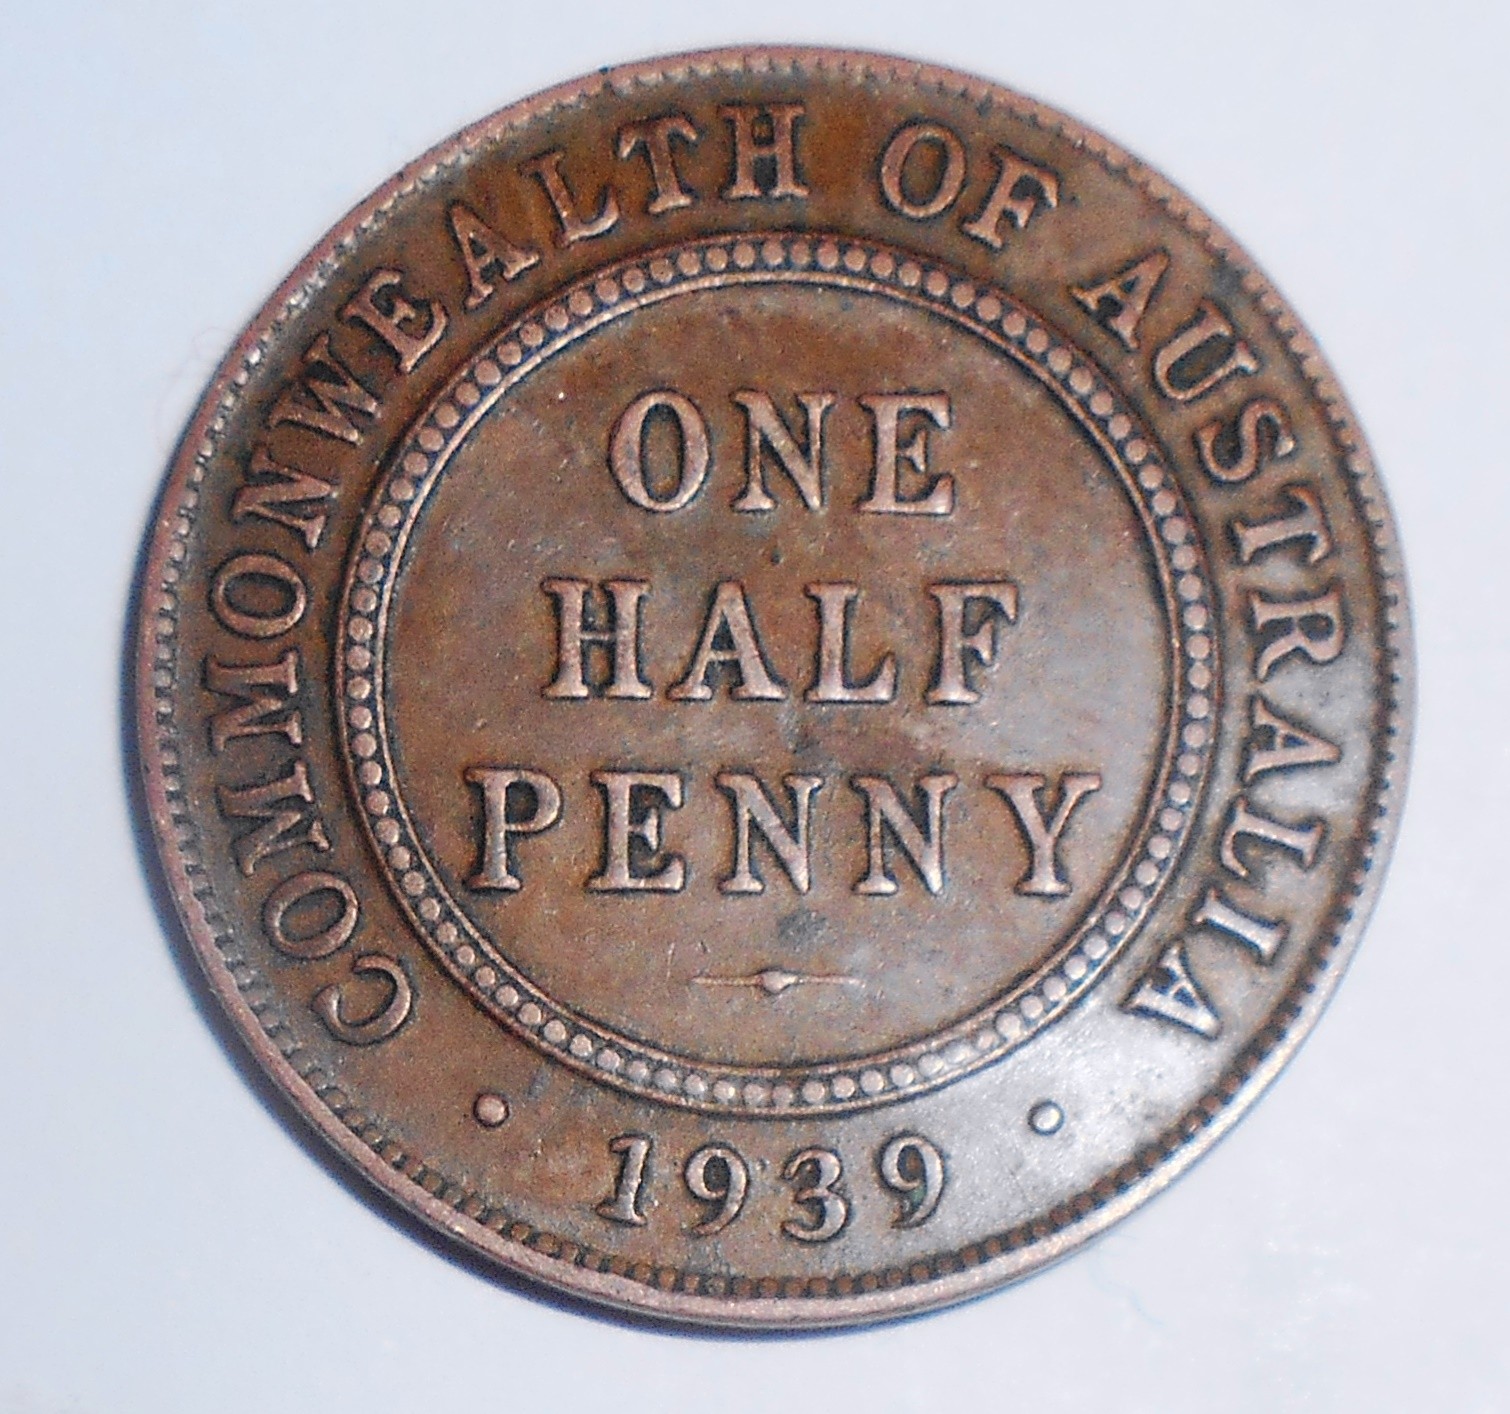 COMMONWEALTH OF AUSTRALIA
ONE
HALF
PENNY
· 1939 ·